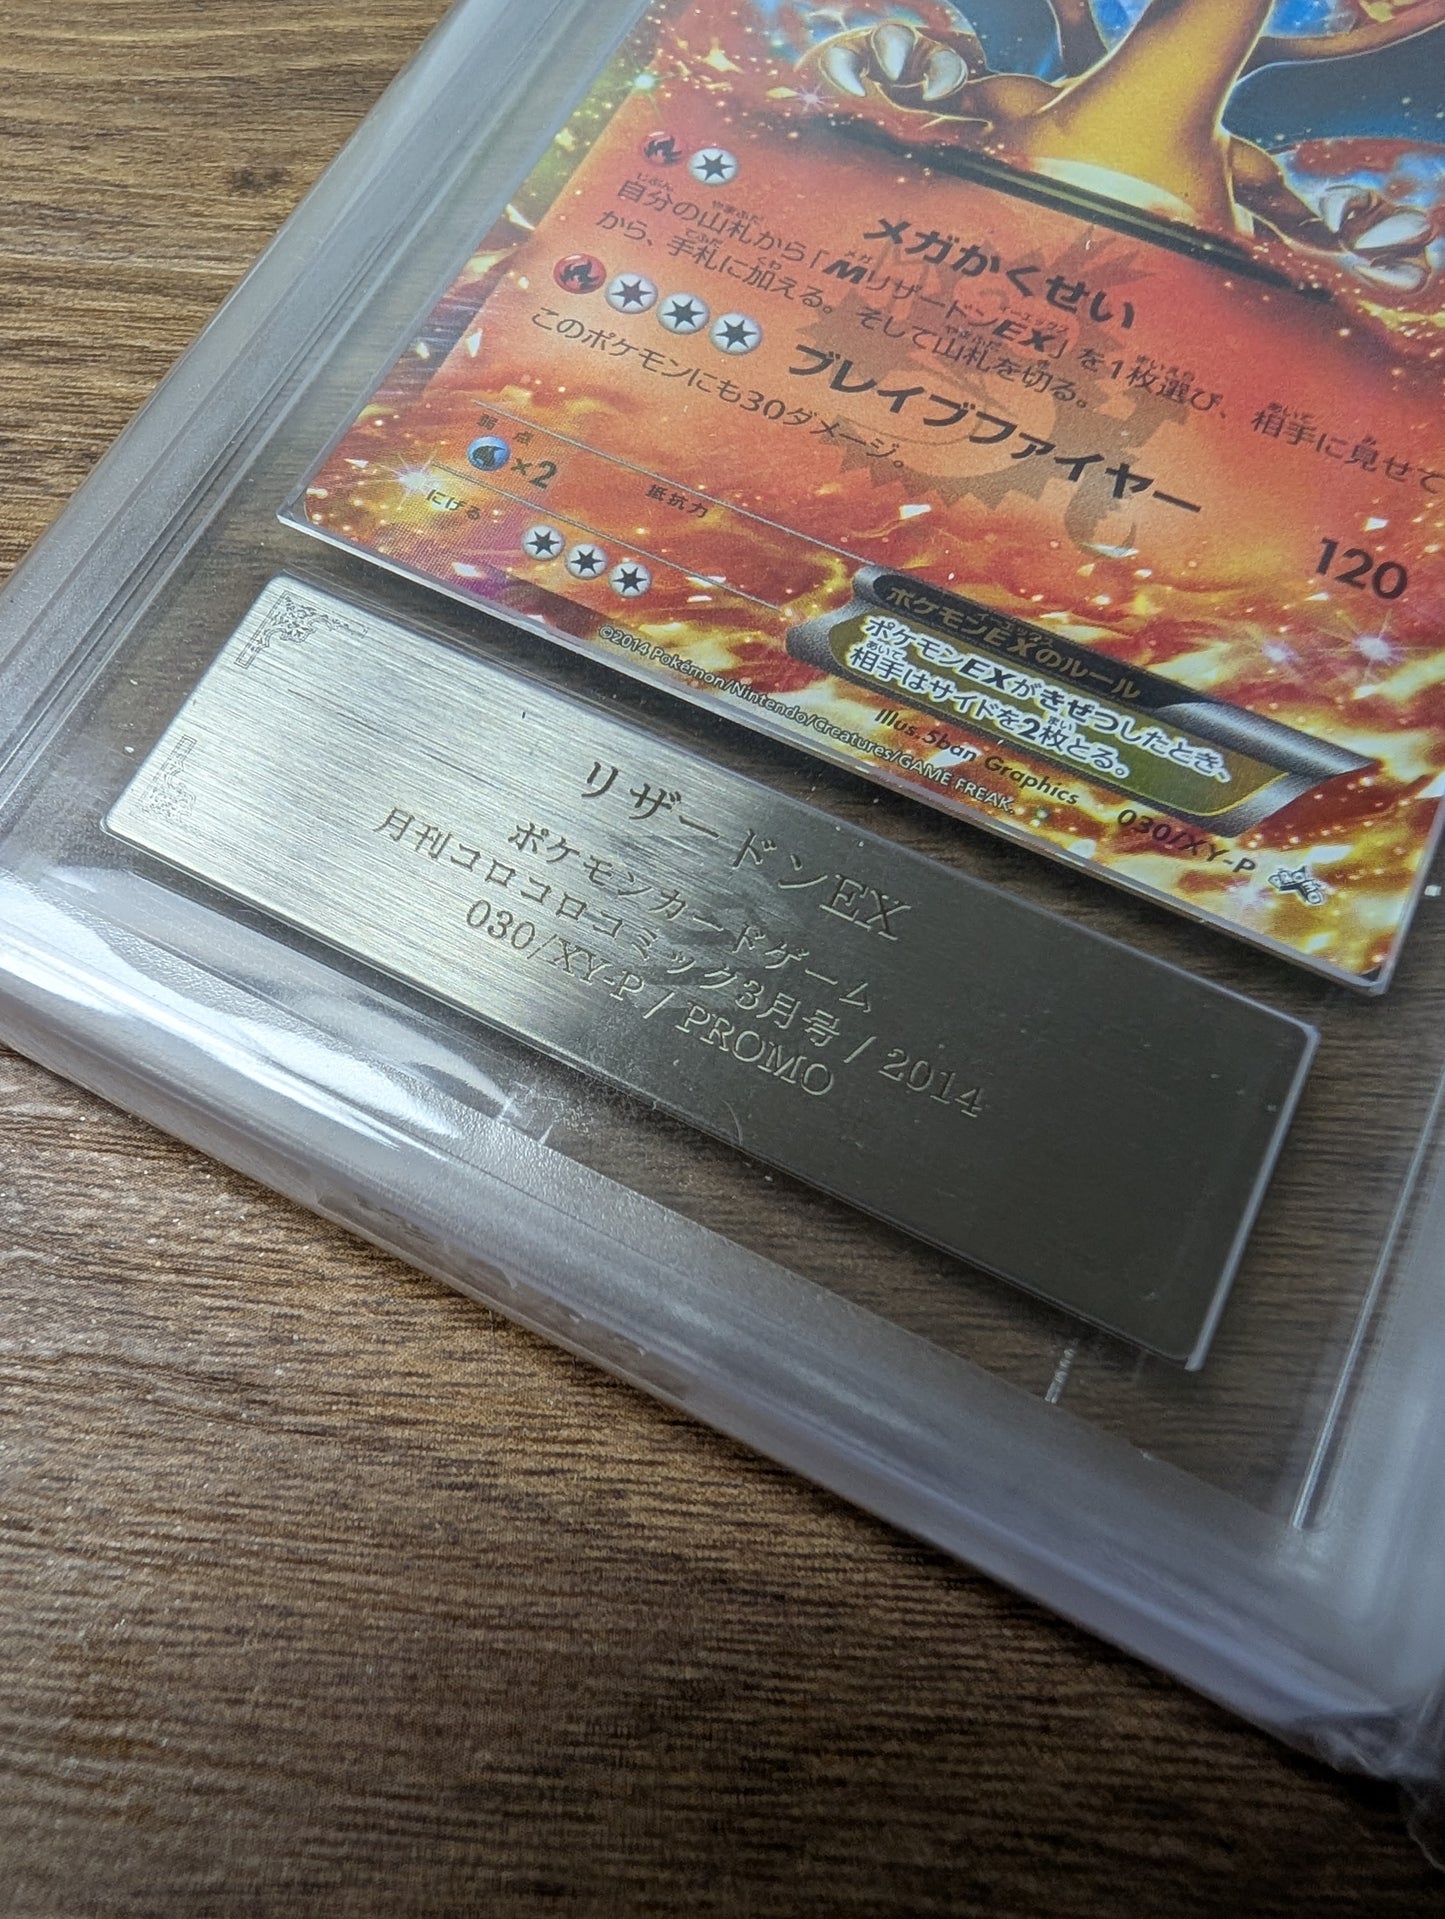 メガかくせい
自分の山札から「MリザードンEX」を1枚選び、相手に見せて
から、手札に加える。そして山札を切る。
ブレイブファイヤー 120
このポケモンにも30ダメージ。
弱点 ×2 抵抗力
にげる
ポケモンEXのルール
ポケモンEXがきぜつしたとき、
相手はサイドを2枚とる。
Illus. 5ban Graphics
©2014 Pokémon/Nintendo/Creatures/GAME FREAK.
030/XY-P
リザードンEX
ポケモンカードゲーム
月刊コロコロコミック3月号 / 2014
030/XY-P / PROMO